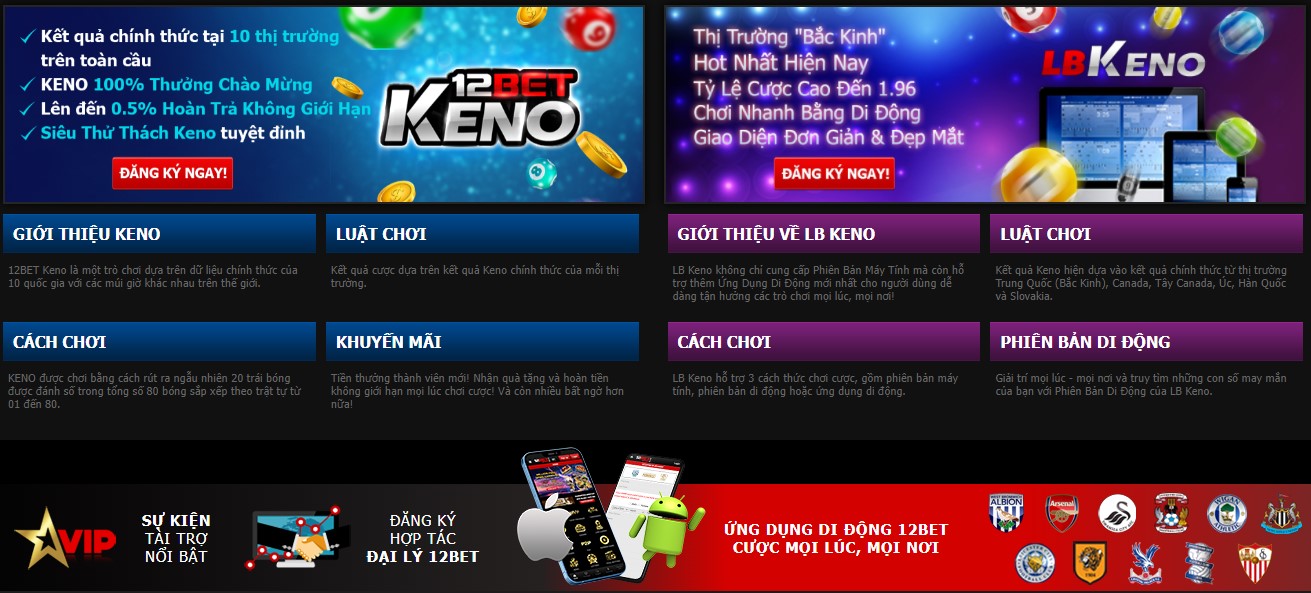 Kết quả chính thức tại 10 thị trường
trên toàn cầu
KENO 100% Thưởng Chào Mừng
Lên đến 0.5% Hoàn Trả Không Giới Hạn
Siêu Thử Thách Keno tuyệt đỉnh
ĐĂNG KÝ NGAY!
12BET
KENO
Thị Trường "Bắc Kinh"
Hot Nhất Hiện Nay
Tỷ Lệ Cược Cao Đến 1.96
Chơi Nhanh Bằng Di Động
Giao Diện Đơn Giản & Đẹp Mắt
ĐĂNG KÝ NGAY!
LBKENO
GIỚI THIỆU KENO
12BET Keno là một trò chơi dựa trên dữ liệu chính thức của
10 quốc gia với các múi giờ khác nhau trên thế giới.
LUẬT CHƠI
Kết quả cược dựa trên kết quả Keno chính thức của mỗi thị
trường.
GIỚI THIỆU VỀ LB KENO
LB Keno không chỉ cung cấp Phiên Bản Máy Tính mà còn hỗ
trợ thêm Ứng Dụng Di Động mới nhất cho người dùng dễ
dàng tận hưởng các trò chơi mọi lúc, mọi nơi!
LUẬT CHƠI
Kết quả Keno hiện dựa vào kết quả chính thức từ thị trường
Trung Quốc (Bắc Kinh), Canada, Tây Canada, Úc, Hàn Quốc
và Slovakia.
CÁCH CHƠI
KENO được chơi bằng cách rút ra ngẫu nhiên 20 trái bóng
được đánh số trong tổng số 80 bóng sắp xếp theo trật tự từ
01 đến 80.
KHUYẾN MÃI
Tiền thưởng thành viên mới! Nhận quà tặng và hoàn tiền
không giới hạn mọi lúc chơi cược! Và còn nhiều bất ngờ hơn
nữa!
CÁCH CHƠI
LB Keno hỗ trợ 3 cách thức chơi cược, gồm phiên bản máy
tính, phiên bản di động hoặc ứng dụng di động.
PHIÊN BẢN DI ĐỘNG
Giải trí mọi lúc - mọi nơi và truy tìm những con số may mắn
của bạn với Phiên Bản Di Động của LB Keno.
VIP
SỰ KIỆN
TÀI TRỢ
NỔI BẬT
ĐĂNG KÝ
HỢP TÁC
ĐẠI LÝ 12BET
ỨNG DỤNG DI ĐỘNG 12BET
CƯỢC MỌI LÚC, MỌI NƠI
ALBION
Arsenal
WIGAN
ATHLETIC